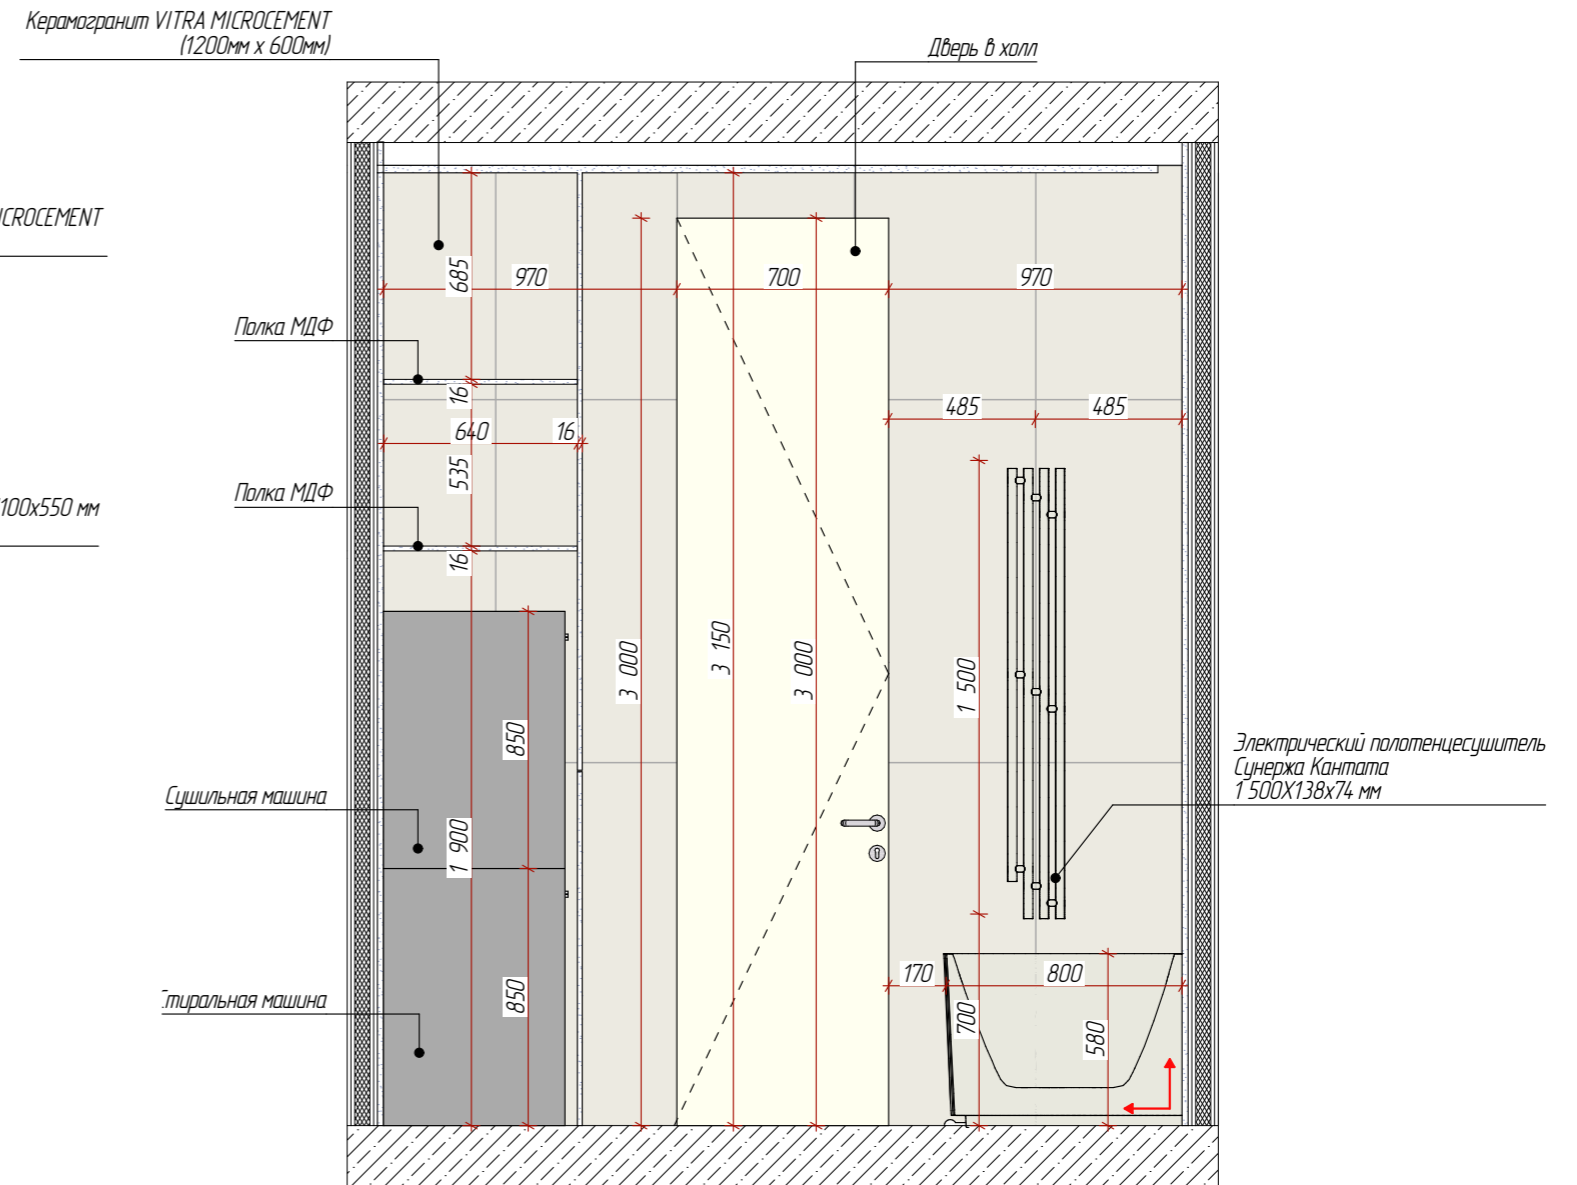 Керамогранит VITRA MICROCEMENT
(1200мм х 600мм)
Дверь в холл
CROCEMENT
685
970
700
970
Полка МДФ
16
485
485
640
16
535
Полка МДФ
100х550 мм
16
3 000
3 150
3 000
1 500
850
Электрический полотенцесушитель
Сунержа Кантата
1 500Х138х74 мм
Сушильная машина
1 900
170
800
700
580
850
тиральная машина